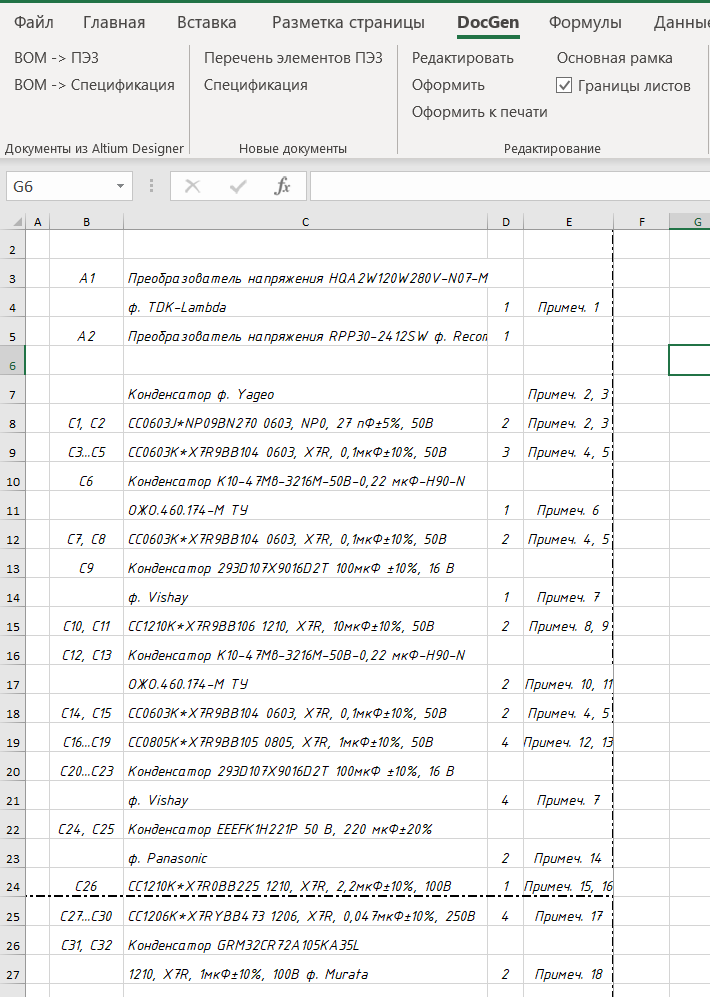 Файл Главная Вставка Разметка страницы DocGen Формулы Данные
BOM -> ПЭ3 Перечень элементов ПЭ3 Редактировать Основная рамка
BOM -> Спецификация Спецификация Оформить Границы листов
Оформить к печати
Документы из Altium Designer Новые документы Редактирование
G6 fx
A B C D E F G
2
3 A1 Преобразователь напряжения HQA2W120W280V-N07-M
4 ф. TDK-Lambda 1 Примеч. 1
5 A2 Преобразователь напряжения RPP30-2412SW ф. Recom 1
6
7 Конденсатор ф. Yageo Примеч. 2, 3
8 C1, C2 CC0603J*NP09BN270 0603, NP0, 27 пФ±5%, 50В 2 Примеч. 2, 3
9 C3...C5 CC0603K*X7R9BB104 0603, X7R, 0,1мкФ±10%, 50В 3 Примеч. 4, 5
10 C6 Конденсатор К10-47Мв-3216М-50В-0,22 мкФ-Н90-N
11 ОЖО.460.174-М ТУ 1 Примеч. 6
12 C7, C8 CC0603K*X7R9BB104 0603, X7R, 0,1мкФ±10%, 50В 2 Примеч. 4, 5
13 C9 Конденсатор 293D107X9016D2T 100мкФ ±10%, 16 В
14 ф. Vishay 1 Примеч. 7
15 C10, C11 CC1210K*X7R9BB106 1210, X7R, 10мкФ±10%, 50В 2 Примеч. 8, 9
16 C12, C13 Конденсатор К10-47Мв-3216М-50В-0,22 мкФ-Н90-N
17 ОЖО.460.174-М ТУ 2 Примеч. 10, 11
18 C14, C15 CC0603K*X7R9BB104 0603, X7R, 0,1мкФ±10%, 50В 2 Примеч. 4, 5
19 C16...C19 CC0805K*X7R9BB105 0805, X7R, 1мкФ±10%, 50В 4 Примеч. 12, 13
20 C20...C23 Конденсатор 293D107X9016D2T 100мкФ ±10%, 16 В
21 ф. Vishay 4 Примеч. 7
22 C24, C25 Конденсатор EEEFK1H221P 50 В, 220 мкФ±20%
23 ф. Panasonic 2 Примеч. 14
24 C26 CC1210K*X7R0BB225 1210, X7R, 2,2мкФ±10%, 100В 1 Примеч. 15, 16
25 C27...C30 CC1206K*X7RYBB473 1206, X7R, 0,047мкФ±10%, 250В 4 Примеч. 17
26 C31, C32 Конденсатор GRM32CR72A105KA35L
27 1210, X7R, 1мкФ±10%, 100В ф. Murata 2 Примеч. 18